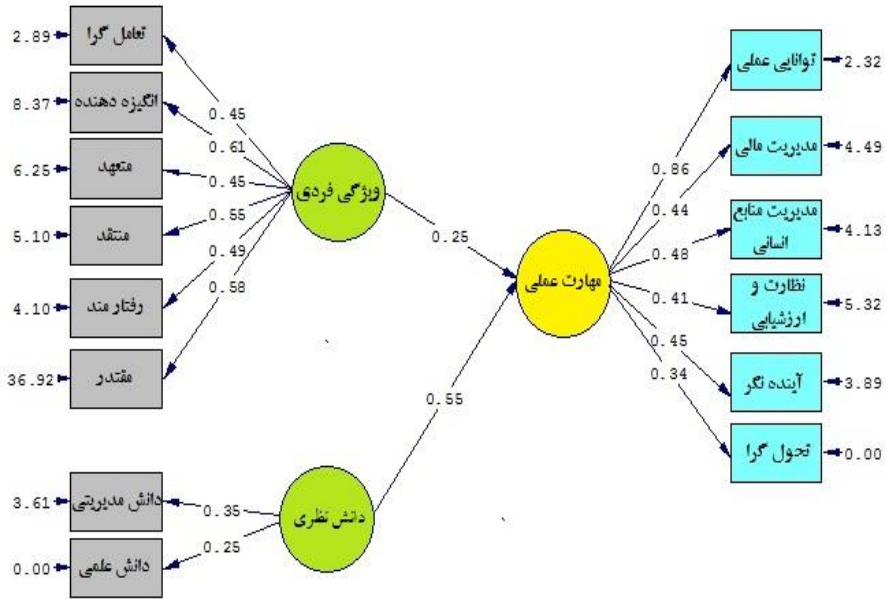 2.89
تعامل گرا
0.45
8.37
انگیزه دهنده
0.61
6.25
متعهد
0.45
5.10
منتقد
0.55
4.10
رفتار مند
0.49
36.92
مقتدر
0.58
ویژگی فردی
0.25
3.61
دانش مدیریتی
0.35
0.00
دانش علمی
0.25
دانش نظری
0.55
مهارت عملی
0.86
توانایی عملی
2.32
0.44
مدیریت مالی
4.49
0.48
مدیریت منابع
انسانی
4.13
0.41
نظارت و
ارزشیابی
5.32
0.45
آینده نگر
3.89
0.34
تحول گرا
0.00